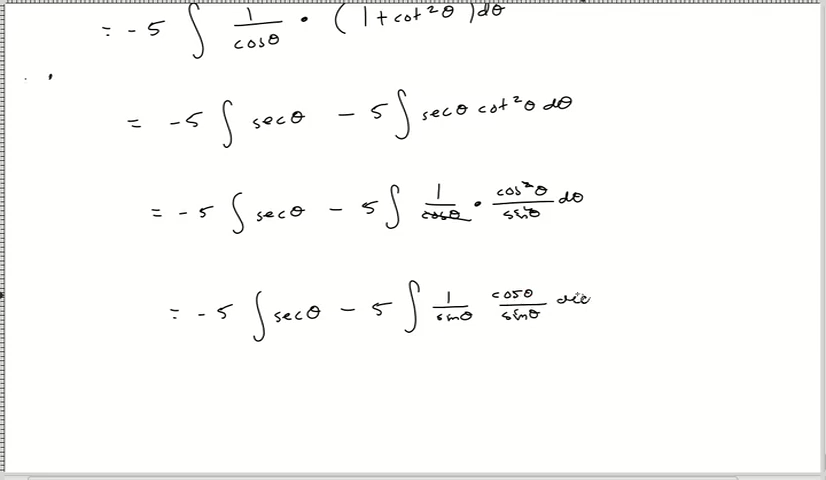 = - 5 ∫ 1/cosθ • (1 + cot²θ) dθ
= - 5 ∫ secθ - 5 ∫ secθ cot²θ dθ
= - 5 ∫ secθ - 5 ∫ 1/cosθ • cos²θ/sin²θ dθ
= - 5 ∫ secθ - 5 ∫ 1/sinθ cosθ/sinθ